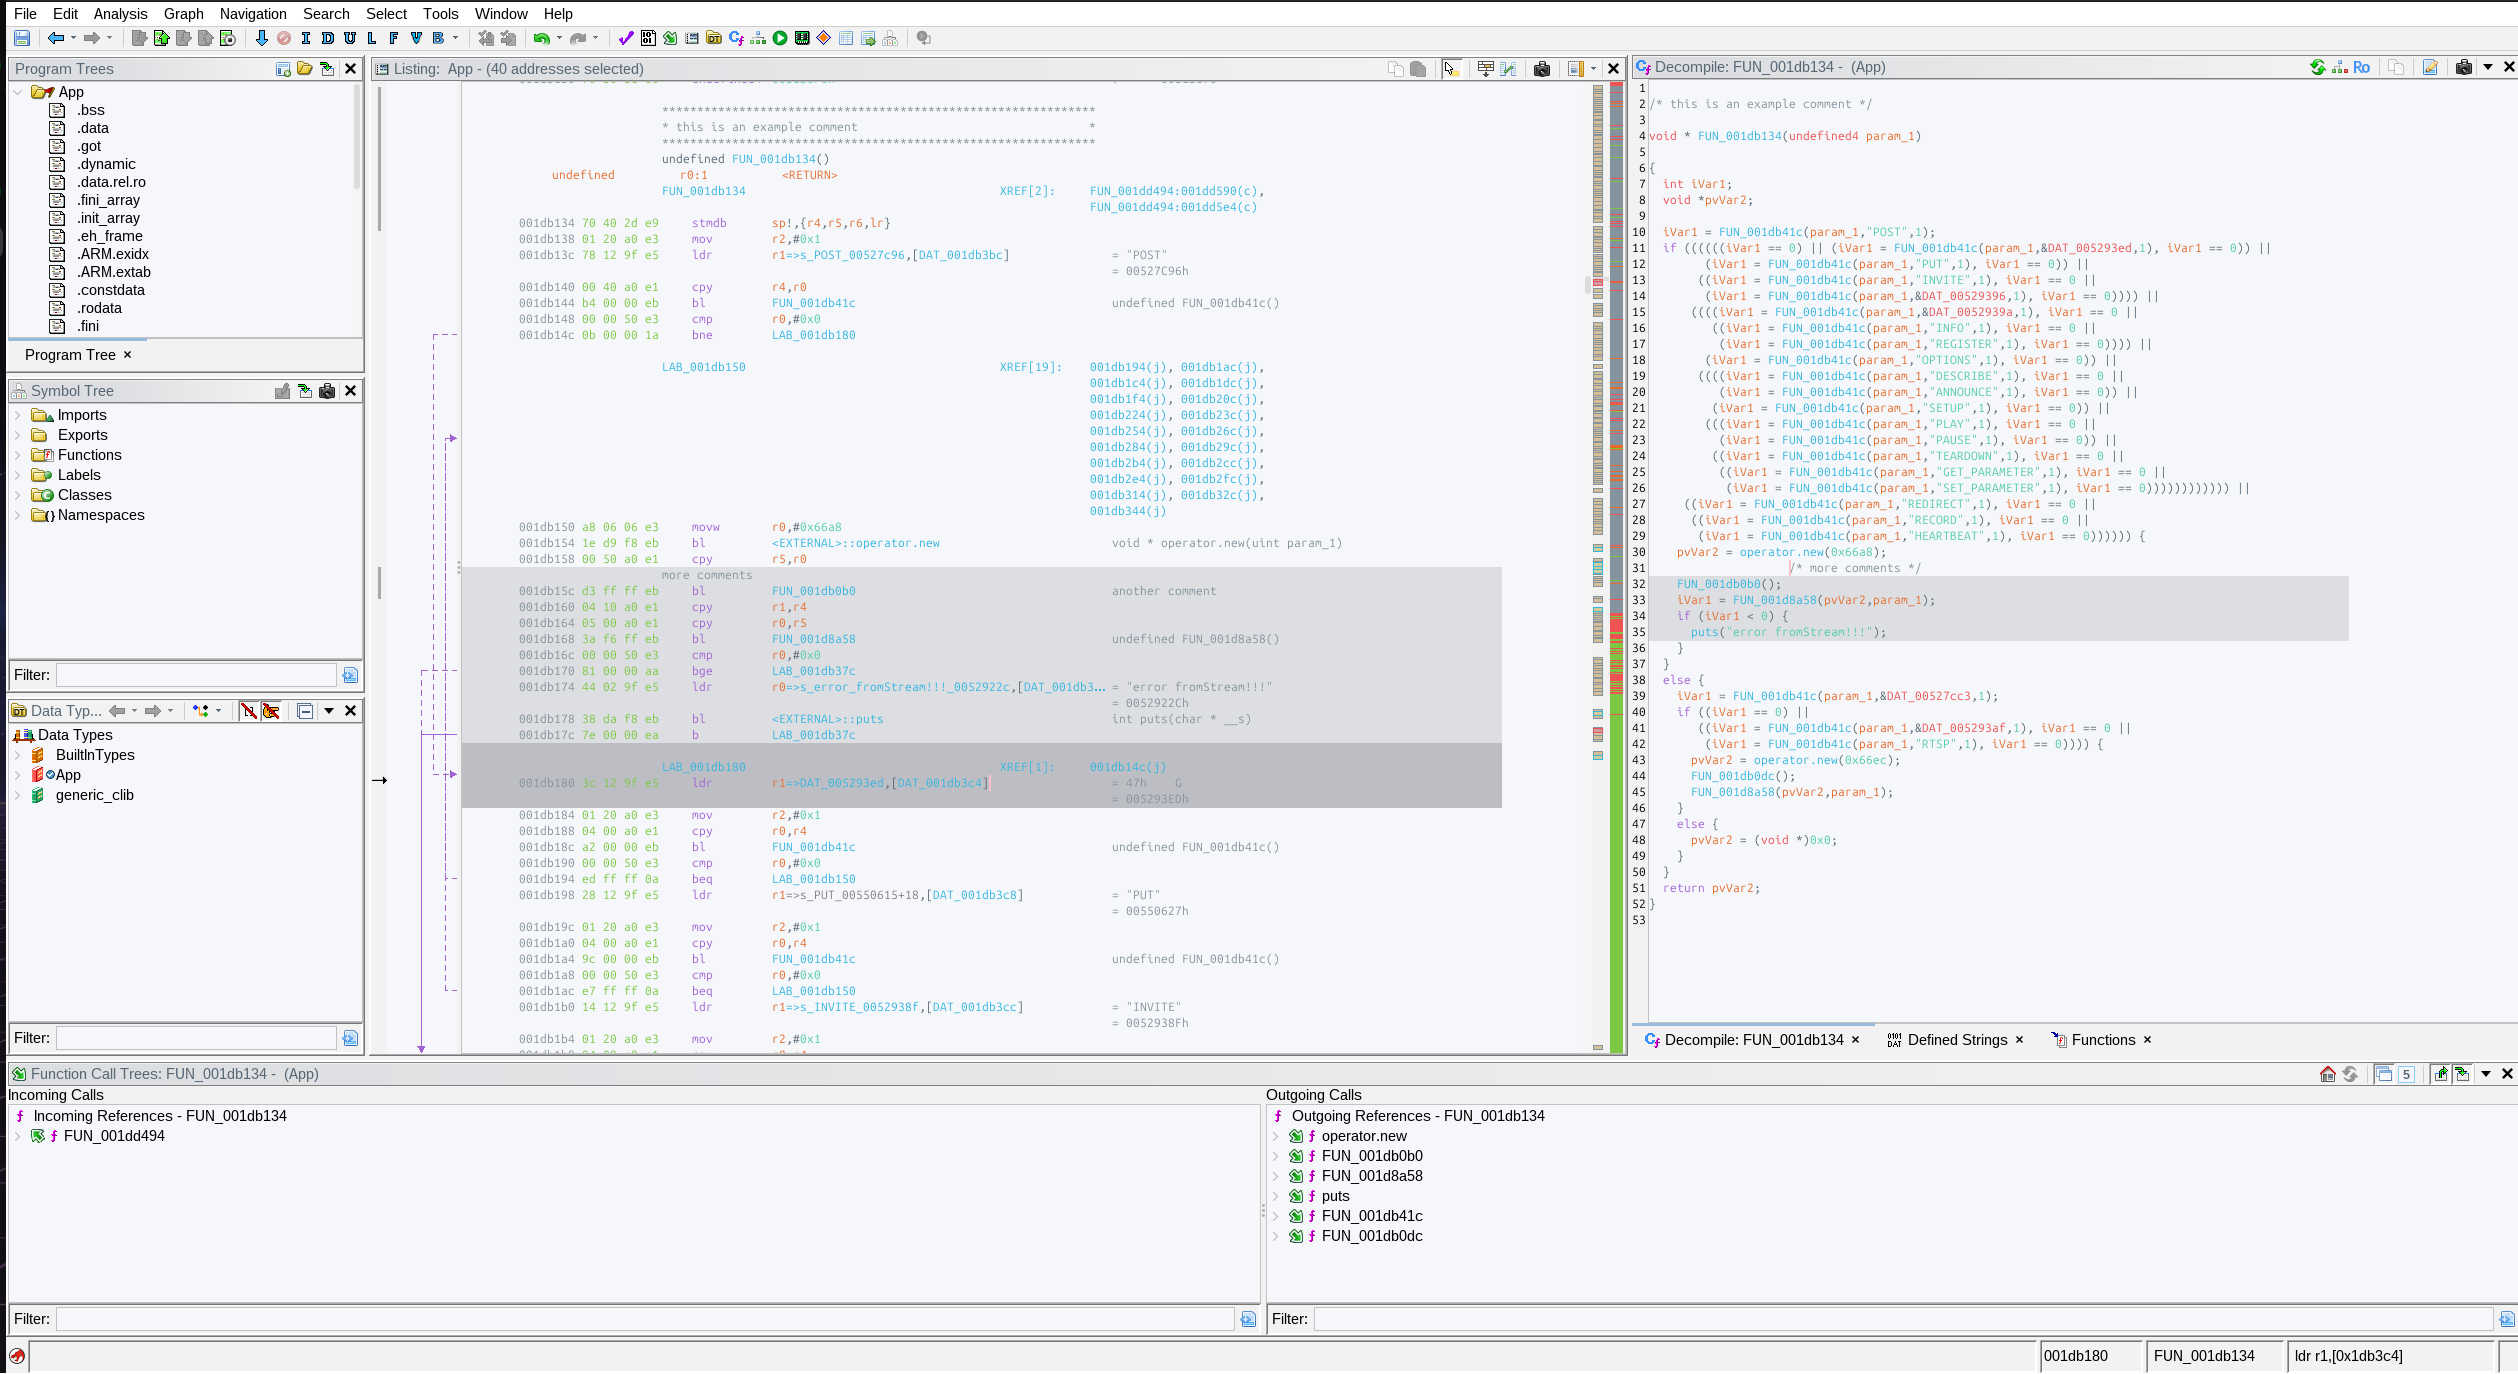 File Edit Analysis Graph Navigation Search Select Tools Window Help
I D U L F V B
Program Trees
App
.bss
.data
.got
.dynamic
.data.rel.ro
.fini_array
.init_array
.eh_frame
.ARM.exidx
.ARM.extab
.constdata
.rodata
.fini
Program Tree ×
Symbol Tree
Imports
Exports
Functions
Labels
Classes
Namespaces
Filter:
Data Typ...
Data Types
BuiltInTypes
App
generic_clib
Filter:
Listing: App - (40 addresses selected)
******************************************************************
* this is an example comment *
******************************************************************
undefined FUN_001db134()
undefined r0:1 <RETURN>
FUN_001db134 XREF[2]: FUN_001dd494:001dd590(c),
FUN_001dd494:001dd5e4(c)
001db134 70 40 2d e9 stmdb sp!,{r4,r5,r6,lr}
001db138 01 20 a0 e3 mov r2,#0x1
001db13c 78 12 9f e5 ldr r1=>s_POST_00527c96,[DAT_001db3bc] = "POST"
= 00527C96h
001db140 00 40 a0 e1 cpy r4,r0
001db144 b4 00 00 eb bl FUN_001db41c undefined FUN_001db41c()
001db148 00 00 50 e3 cmp r0,#0x0
001db14c 0b 00 00 1a bne LAB_001db180
LAB_001db150 XREF[19]: 001db194(j), 001db1ac(j),
001db1c4(j), 001db1dc(j),
001db1f4(j), 001db20c(j),
001db224(j), 001db23c(j),
001db254(j), 001db26c(j),
001db284(j), 001db29c(j),
001db2b4(j), 001db2cc(j),
001db2e4(j), 001db2fc(j),
001db314(j), 001db32c(j),
001db344(j)
001db150 a8 06 06 e3 movw r0,#0x66a8
001db154 1e d9 f8 eb bl <EXTERNAL>::operator.new void * operator.new(uint param_1)
001db158 00 50 a0 e1 cpy r5,r0
more comments
001db15c d3 ff ff eb bl FUN_001db0b0 another comment
001db160 04 10 a0 e1 cpy r1,r4
001db164 05 00 a0 e1 cpy r0,r5
001db168 3a f6 ff eb bl FUN_001d8a58 undefined FUN_001d8a58()
001db16c 00 00 50 e3 cmp r0,#0x0
001db170 81 00 00 aa bge LAB_001db37c
001db174 44 02 9f e5 ldr r0=>s_error_fromStream!!!_0052922c,[DAT_001db3... = "error fromStream!!!"
= 0052922Ch
001db178 38 da f8 eb bl <EXTERNAL>::puts int puts(char * __s)
001db17c 7e 00 00 ea b LAB_001db37c
LAB_001db180 XREF[1]: 001db14c(j)
001db180 3c 12 9f e5 ldr r1=>DAT_005293ed,[DAT_001db3c4] = 47h G
= 005293EDh
001db184 01 20 a0 e3 mov r2,#0x1
001db188 04 00 a0 e1 cpy r0,r4
001db18c a2 00 00 eb bl FUN_001db41c undefined FUN_001db41c()
001db190 00 00 50 e3 cmp r0,#0x0
001db194 ed ff ff 0a beq LAB_001db150
001db198 28 12 9f e5 ldr r1=>s_PUT_00550615+18,[DAT_001db3c8] = "PUT"
= 00550627h
001db19c 01 20 a0 e3 mov r2,#0x1
001db1a0 04 00 a0 e1 cpy r0,r4
001db1a4 9c 00 00 eb bl FUN_001db41c undefined FUN_001db41c()
001db1a8 00 00 50 e3 cmp r0,#0x0
001db1ac e7 ff ff 0a beq LAB_001db150
001db1b0 14 12 9f e5 ldr r1=>s_INVITE_0052938f,[DAT_001db3cc] = "INVITE"
= 0052938Fh
001db1b4 01 20 a0 e3 mov r2,#0x1
Decompile: FUN_001db134 - (App)
Ro
1
2 /* this is an example comment */
3
4 void * FUN_001db134(undefined4 param_1)
5
6 {
7 int iVar1;
8 void *pvVar2;
9
10 iVar1 = FUN_001db41c(param_1,"POST",1);
11 if ((((((iVar1 == 0) || (iVar1 = FUN_001db41c(param_1,&DAT_005293ed,1), iVar1 == 0)) ||
12 (iVar1 = FUN_001db41c(param_1,"PUT",1), iVar1 == 0)) ||
13 ((iVar1 = FUN_001db41c(param_1,"INVITE",1), iVar1 == 0 ||
14 (iVar1 = FUN_001db41c(param_1,&DAT_00529396,1), iVar1 == 0)))) ||
15 ((((iVar1 = FUN_001db41c(param_1,&DAT_0052939a,1), iVar1 == 0 ||
16 ((iVar1 = FUN_001db41c(param_1,"INFO",1), iVar1 == 0 ||
17 (iVar1 = FUN_001db41c(param_1,"REGISTER",1), iVar1 == 0)))) ||
18 (iVar1 = FUN_001db41c(param_1,"OPTIONS",1), iVar1 == 0)) ||
19 ((((iVar1 = FUN_001db41c(param_1,"DESCRIBE",1), iVar1 == 0 ||
20 (iVar1 = FUN_001db41c(param_1,"ANNOUNCE",1), iVar1 == 0)) ||
21 (iVar1 = FUN_001db41c(param_1,"SETUP",1), iVar1 == 0)) ||
22 (((iVar1 = FUN_001db41c(param_1,"PLAY",1), iVar1 == 0 ||
23 (iVar1 = FUN_001db41c(param_1,"PAUSE",1), iVar1 == 0)) ||
24 ((iVar1 = FUN_001db41c(param_1,"TEARDOWN",1), iVar1 == 0 ||
25 ((iVar1 = FUN_001db41c(param_1,"GET_PARAMETER",1), iVar1 == 0 ||
26 (iVar1 = FUN_001db41c(param_1,"SET_PARAMETER",1), iVar1 == 0)))))))))))) ||
27 ((iVar1 = FUN_001db41c(param_1,"REDIRECT",1), iVar1 == 0 ||
28 ((iVar1 = FUN_001db41c(param_1,"RECORD",1), iVar1 == 0 ||
29 ((iVar1 = FUN_001db41c(param_1,"HEARTBEAT",1), iVar1 == 0)))))) {
30 pvVar2 = operator.new(0x66a8);
31 /* more comments */
32 FUN_001db0b0();
33 iVar1 = FUN_001d8a58(pvVar2,param_1);
34 if (iVar1 < 0) {
35 puts("error fromStream!!!");
36 }
37 }
38 else {
39 iVar1 = FUN_001db41c(param_1,&DAT_00527cc3,1);
40 if ((iVar1 == 0) ||
41 ((iVar1 = FUN_001db41c(param_1,&DAT_005293af,1), iVar1 == 0 ||
42 (iVar1 = FUN_001db41c(param_1,"RTSP",1), iVar1 == 0)))) {
43 pvVar2 = operator.new(0x66ec);
44 FUN_001db0dc();
45 FUN_001d8a58(pvVar2,param_1);
46 }
47 else {
48 pvVar2 = (void *)0x0;
49 }
50 }
51 return pvVar2;
52 }
53
Decompile: FUN_001db134 × Defined Strings × Functions ×
Function Call Trees: FUN_001db134 - (App)
5
Incoming Calls
Incoming References - FUN_001db134
FUN_001dd494
Filter:
Outgoing Calls
Outgoing References - FUN_001db134
operator.new
FUN_001db0b0
FUN_001d8a58
puts
FUN_001db41c
FUN_001db0dc
Filter:
001db180 FUN_001db134 ldr r1,[0x1db3c4]